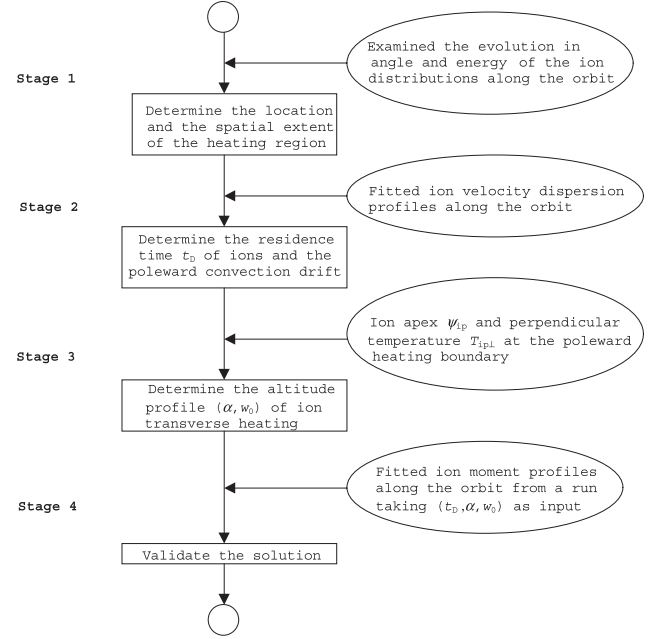 Examined the evolution in
angle and energy of the ion
distributions along the orbit
Stage 1
Determine the location
and the spatial extent
of the heating region
Fitted ion velocity dispersion
profiles along the orbit
Stage 2
Determine the residence
time t_D of ions and the
poleward convection drift
Ion apex ψ_ip and perpendicular
temperature T_ip⊥ at the poleward
heating boundary
Stage 3
Determine the altitude
profile (α, w₀) of ion
transverse heating
Fitted ion moment profiles
along the orbit from a run
taking (t_D, α, w₀) as input
Stage 4
Validate the solution